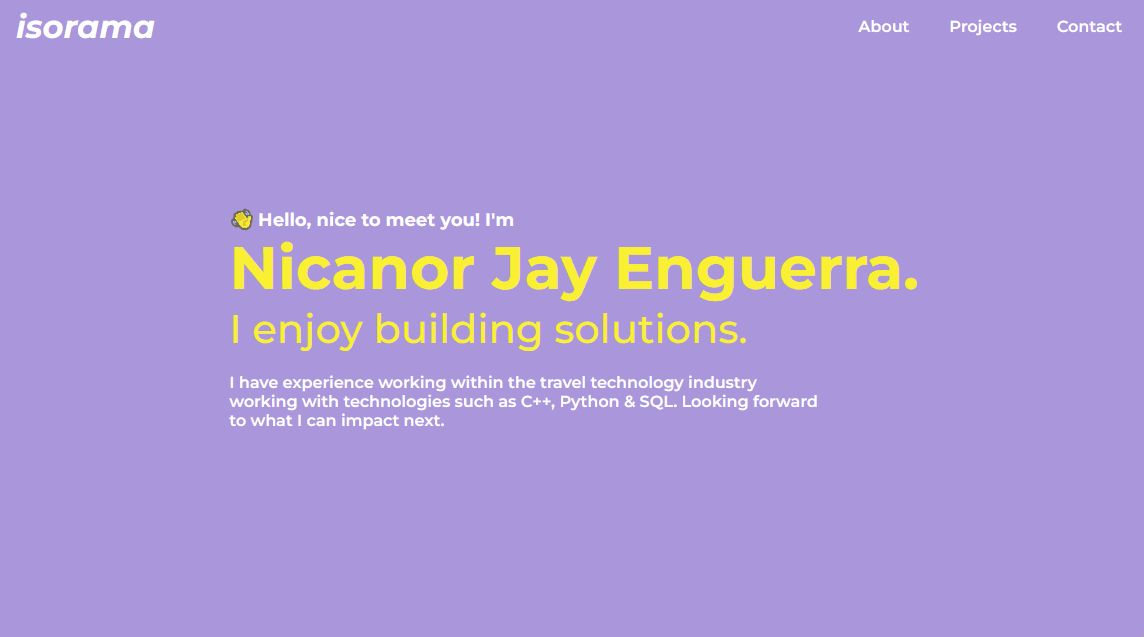 isorama
About Projects Contact
👋 Hello, nice to meet you! I'm
Nicanor Jay Enguerra.
I enjoy building solutions.
I have experience working within the travel technology industry
working with technologies such as C++, Python & SQL. Looking forward
to what I can impact next.